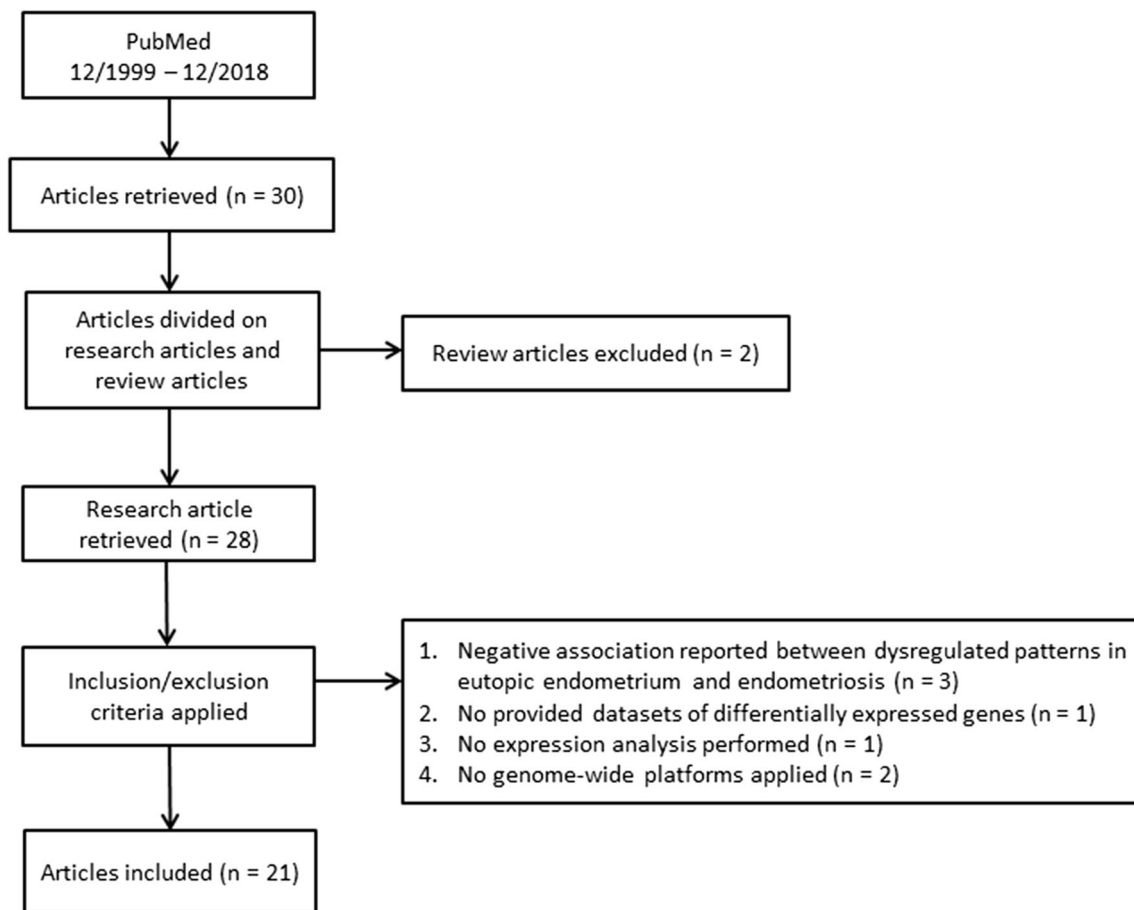 PubMed
12/1999 – 12/2018
Articles retrieved (n = 30)
Articles divided on
research articles and
review articles
Review articles excluded (n = 2)
Research article
retrieved (n = 28)
Inclusion/exclusion
criteria applied
1. Negative association reported between dysregulated patterns in
eutopic endometrium and endometriosis (n = 3)
2. No provided datasets of differentially expressed genes (n = 1)
3. No expression analysis performed (n = 1)
4. No genome-wide platforms applied (n = 2)
Articles included (n = 21)